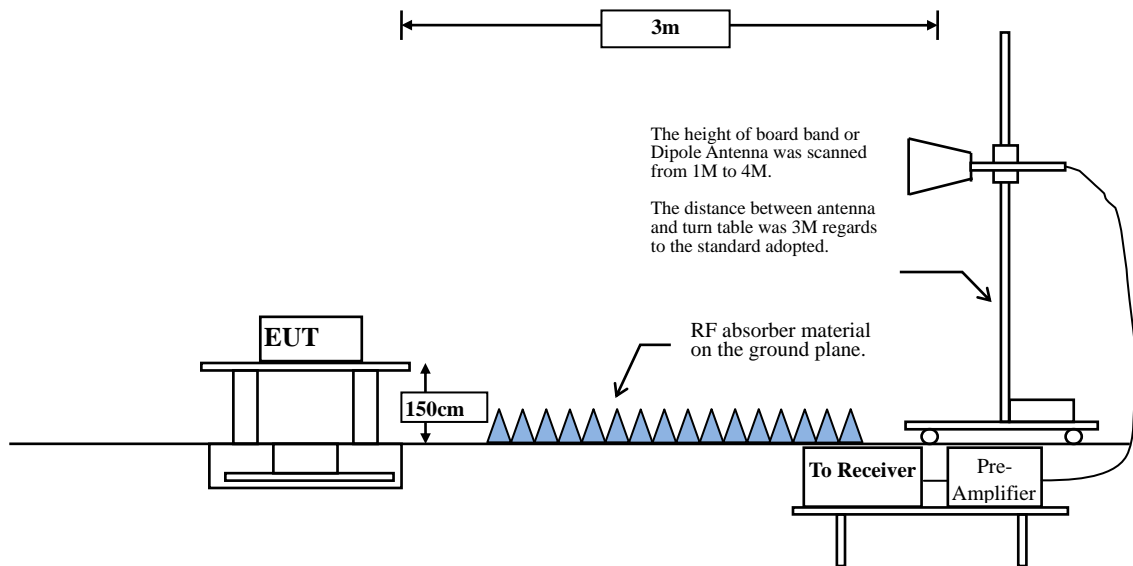 3m
The height of board band or
Dipole Antenna was scanned
from 1M to 4M.
The distance between antenna
and turn table was 3M regards
to the standard adopted.
EUT
RF absorber material
on the ground plane.
150cm
To Receiver
Pre-
Amplifier